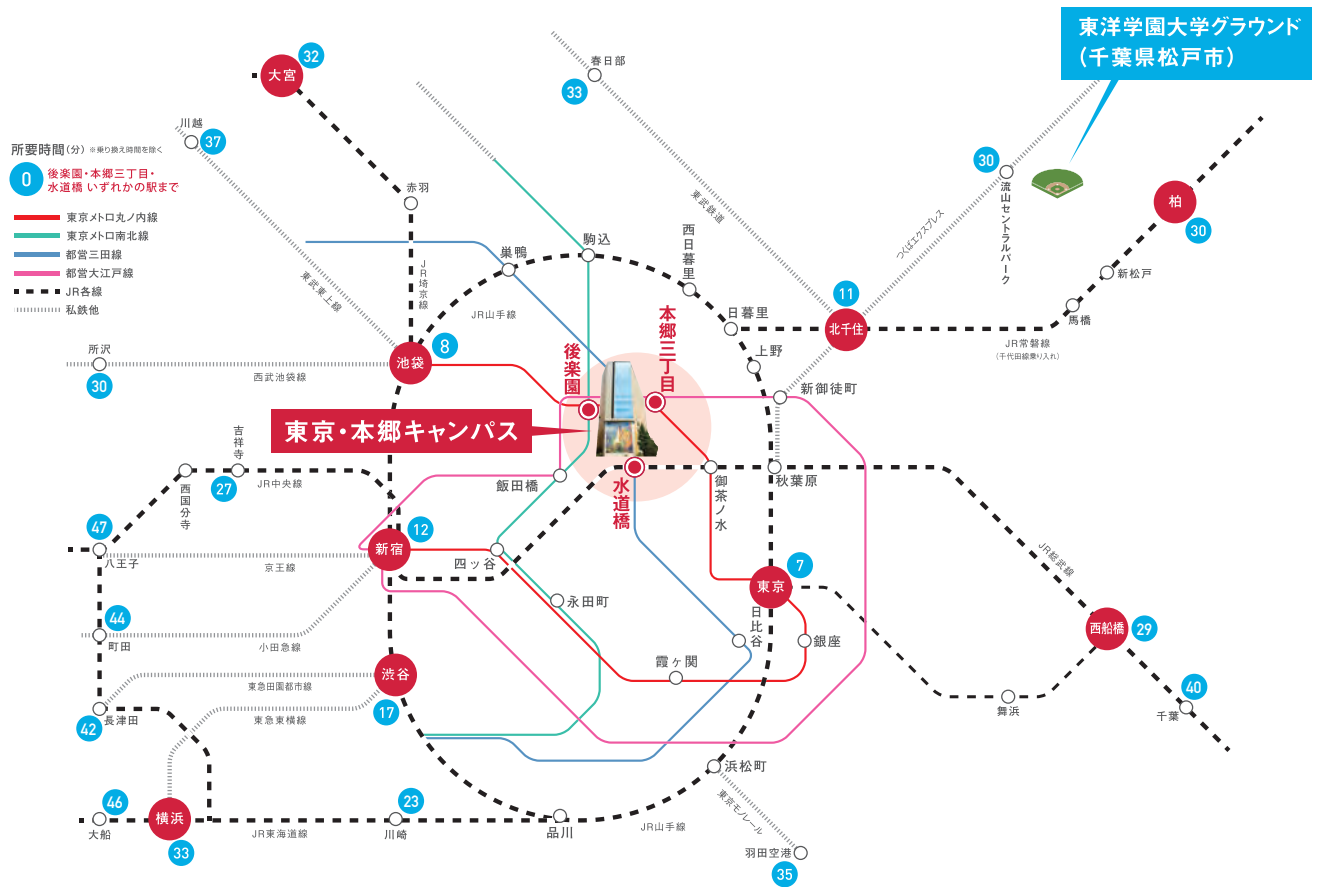 東洋学園大学グラウンド
（千葉県松戸市）
32
大宮
春日部
33
川越
37
所要時間（分） ※乗り換え時間を除く
0
後楽園・本郷三丁目・
水道橋 いずれかの駅まで
東京メトロ丸ノ内線
東京メトロ南北線
都営三田線
都営大江戸線
JR各線
私鉄他
赤羽
JR埼京線
東武東上線
東武鉄道
30
流山セントラルパーク
つくばエクスプレス
柏
30
新松戸
馬橋
JR常磐線
（千代田線乗り入れ）
11
北千住
巣鴨
駒込
西日暮里
日暮里
JR山手線
上野
新御徒町
所沢
30
西武池袋線
池袋
8
後楽園
本郷三丁目
東京・本郷キャンパス
水道橋
吉祥寺
27
JR中央線
西国分寺
飯田橋
御茶ノ水
秋葉原
47
八王子
京王線
新宿
12
四ッ谷
東京
7
JR総武線
44
町田
小田急線
永田町
日比谷
銀座
霞ヶ関
西船橋
29
渋谷
17
東急田園都市線
東急東横線
42
長津田
舞浜
40
千葉
浜松町
東京モノレール
羽田空港
35
46
大船
横浜
33
JR東海道線
23
川崎
品川
JR山手線